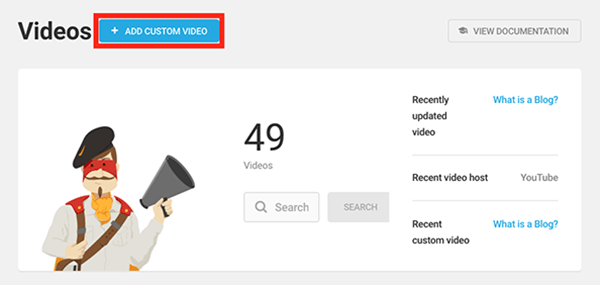 Videos
+ ADD CUSTOM VIDEO
VIEW DOCUMENTATION
49
Videos
Search
SEARCH
Recently
updated
video
What is a Blog?
Recent video host
YouTube
Recent
custom video
What is a Blog?